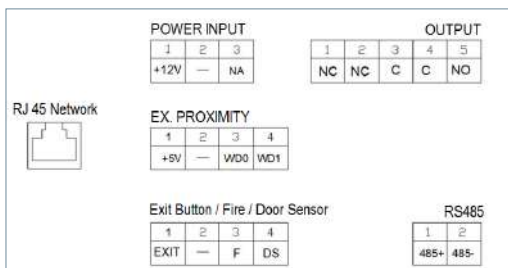 POWER INPUT
1 2 3
+12V — NA
OUTPUT
1 2 3 4 5
NC NC C C NO
RJ 45 Network
EX. PROXIMITY
1 2 3 4
+5V — WD0 WD1
Exit Button / Fire / Door Sensor
1 2 3 4
EXIT — F DS
RS485
1 2
485+ 485-